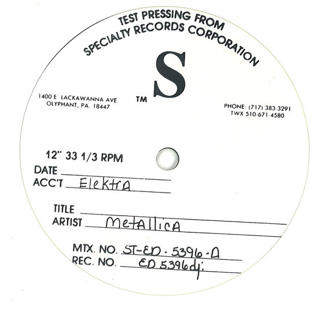 TEST PRESSING FROM
SPECIALTY RECORDS CORPORATION
S
TM
1400 E. LACKAWANNA AVE.
OLYPHANT, PA. 18447
PHONE: (717) 383-3291
TWX 510-671-4580
12" 33 1/3 RPM
DATE
ACC'T Elektra
TITLE
ARTIST Metallica
MTX. NO. ST-ED-5396-A
REC. NO. ED 5396dj.